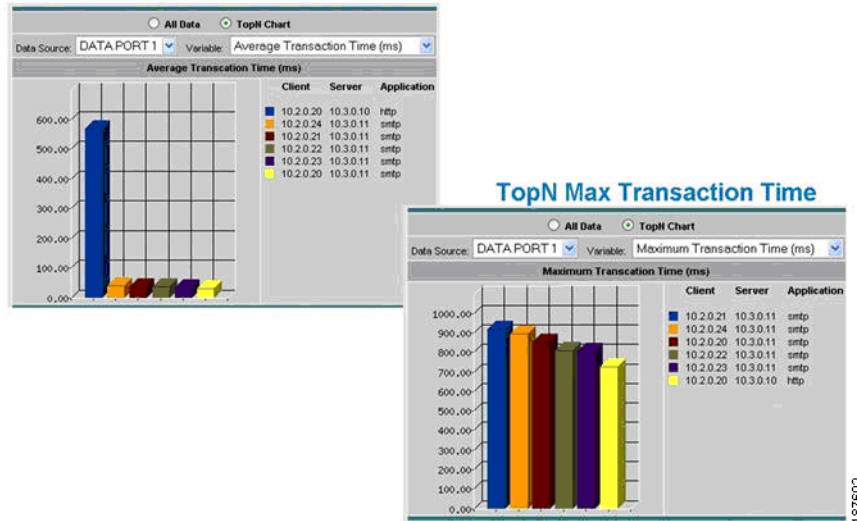 All Data TopN Chart
Data Source: DATA PORT 1 Variable: Average Transaction Time (ms)
Average Transcation Time (ms)
Client Server Application
10.2.0.20 10.3.0.10 http
10.2.0.24 10.3.0.11 smtp
10.2.0.21 10.3.0.11 smtp
10.2.0.22 10.3.0.11 smtp
10.2.0.23 10.3.0.11 smtp
10.2.0.20 10.3.0.11 smtp
600.00
500.00
400.00
300.00
200.00
100.00
0.00
TopN Max Transaction Time
All Data TopN Chart
Data Source: DATA PORT 1 Variable: Maximum Transaction Time (ms)
Maximum Transcation Time (ms)
Client Server Application
10.2.0.21 10.3.0.11 smtp
10.2.0.24 10.3.0.11 smtp
10.2.0.20 10.3.0.11 smtp
10.2.0.22 10.3.0.11 smtp
10.2.0.23 10.3.0.11 smtp
10.2.0.20 10.3.0.10 http
1000.00
900.00
800.00
700.00
600.00
500.00
400.00
300.00
200.00
100.00
0.00